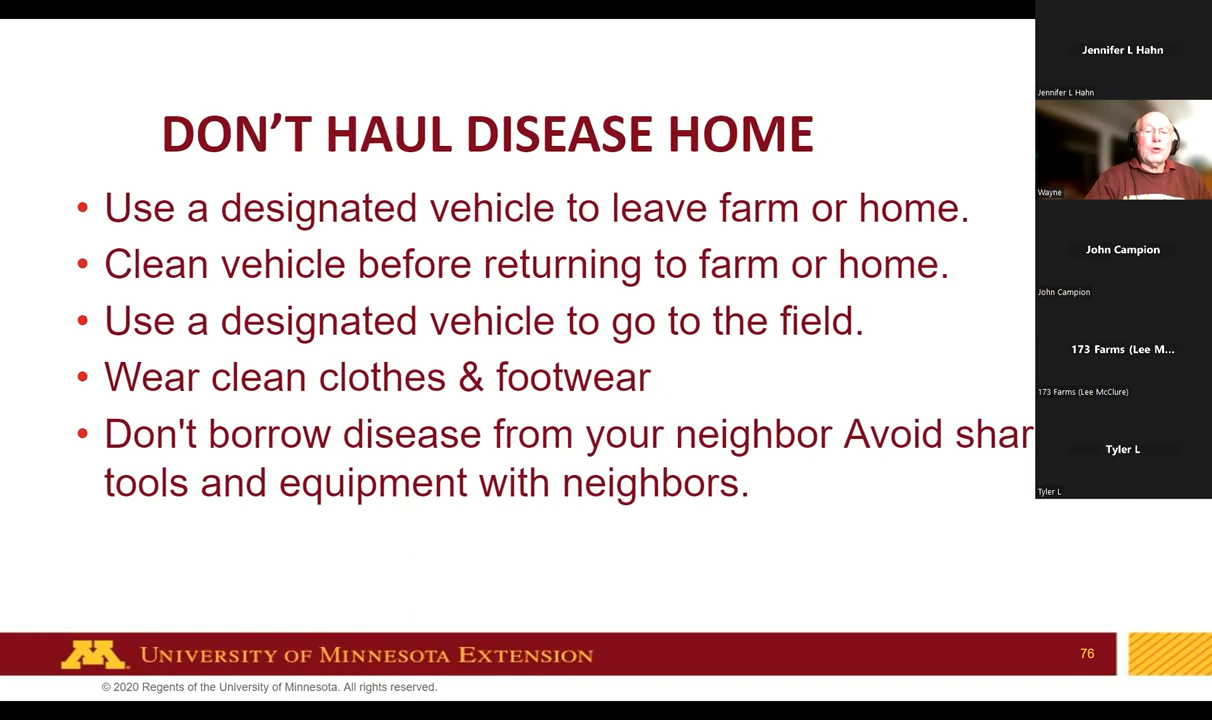 DON’T HAUL DISEASE HOME
• Use a designated vehicle to leave farm or home.
• Clean vehicle before returning to farm or home.
• Use a designated vehicle to go to the field.
• Wear clean clothes & footwear
• Don't borrow disease from your neighbor Avoid shar
tools and equipment with neighbors.
UNIVERSITY OF MINNESOTA EXTENSION
76
© 2020 Regents of the University of Minnesota. All rights reserved.
Jennifer L Hahn
Jennifer L Hahn
Wayne
John Campion
John Campion
173 Farms (Lee M...
173 Farms (Lee McClure)
Tyler L
Tyler L